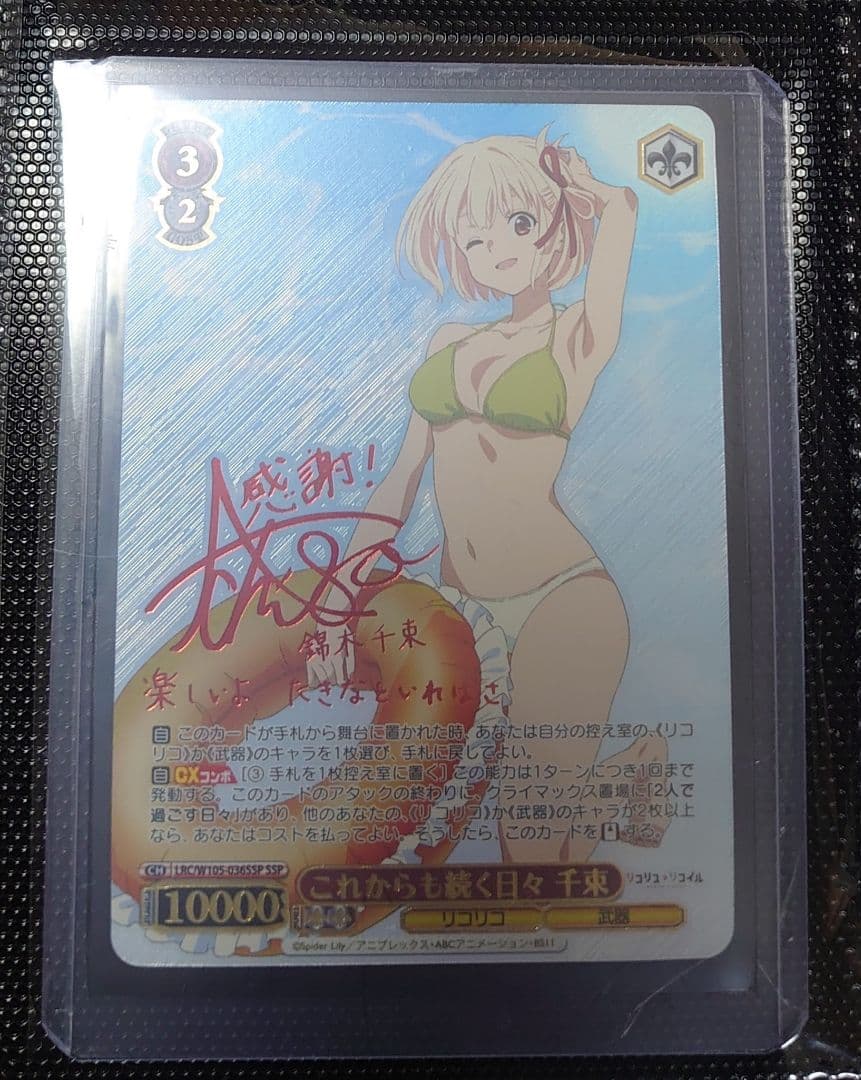 3
2
感謝!
錦木千束
楽しいよ たきなといればさ
自 このカードが手札から舞台に置かれた時、あなたは自分の控え室の、《リコ
リコ》か《武器》のキャラを1枚選び、手札に戻してよい。
自 CXコンボ [③ 手札を1枚控え室に置く] この能力は1ターンにつき1回まで
発動する。このカードのアタックの終わりに、クライマックス置場に「2人で
過ごす日々」があり、他のあなたの、《リコリコ》か《武器》のキャラが2枚以上
なら、あなたはコストを払ってよい。そうしたら、このカードを する。
CH LRC/W105-036SSP SSP
これからも続く日々 千束
リコリス・リコイル
10000
リコリコ 武器
©Spider Lily/アニプレックス・ABCアニメーション・BS11